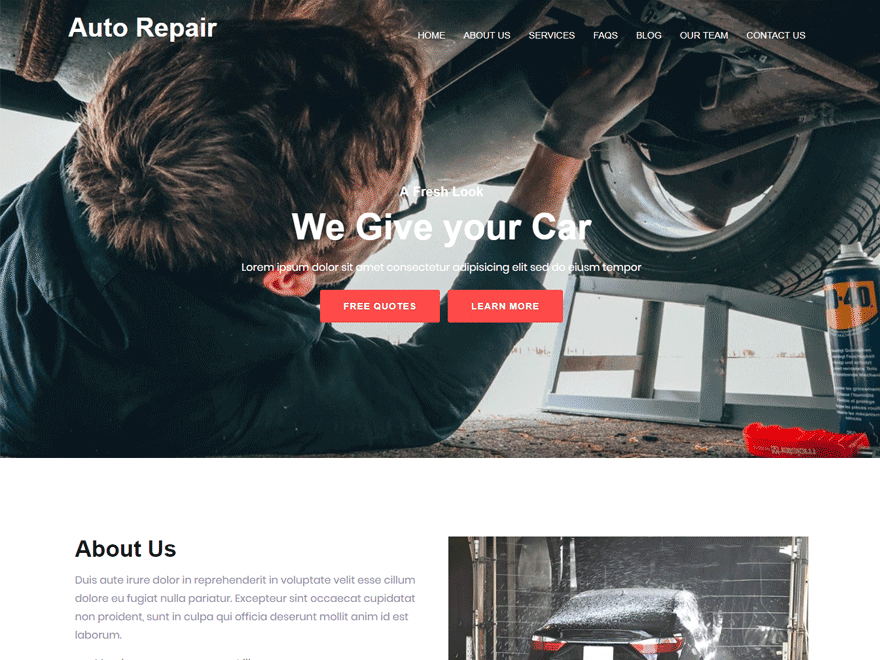 Auto Repair
HOME ABOUT US SERVICES FAQS BLOG OUR TEAM CONTACT US
A Fresh Look
We Give your Car
Lorem ipsum dolor sit amet consectetur adipisicing elit sed do eiusm tempor
FREE QUOTES LEARN MORE
40
About Us
Duis aute irure dolor in reprehenderit in voluptate velit esse cillum
dolore eu fugiat nulla pariatur. Excepteur sint occaecat cupidatat
non proident, sunt in culpa qui officia deserunt mollit anim id est
laborum.